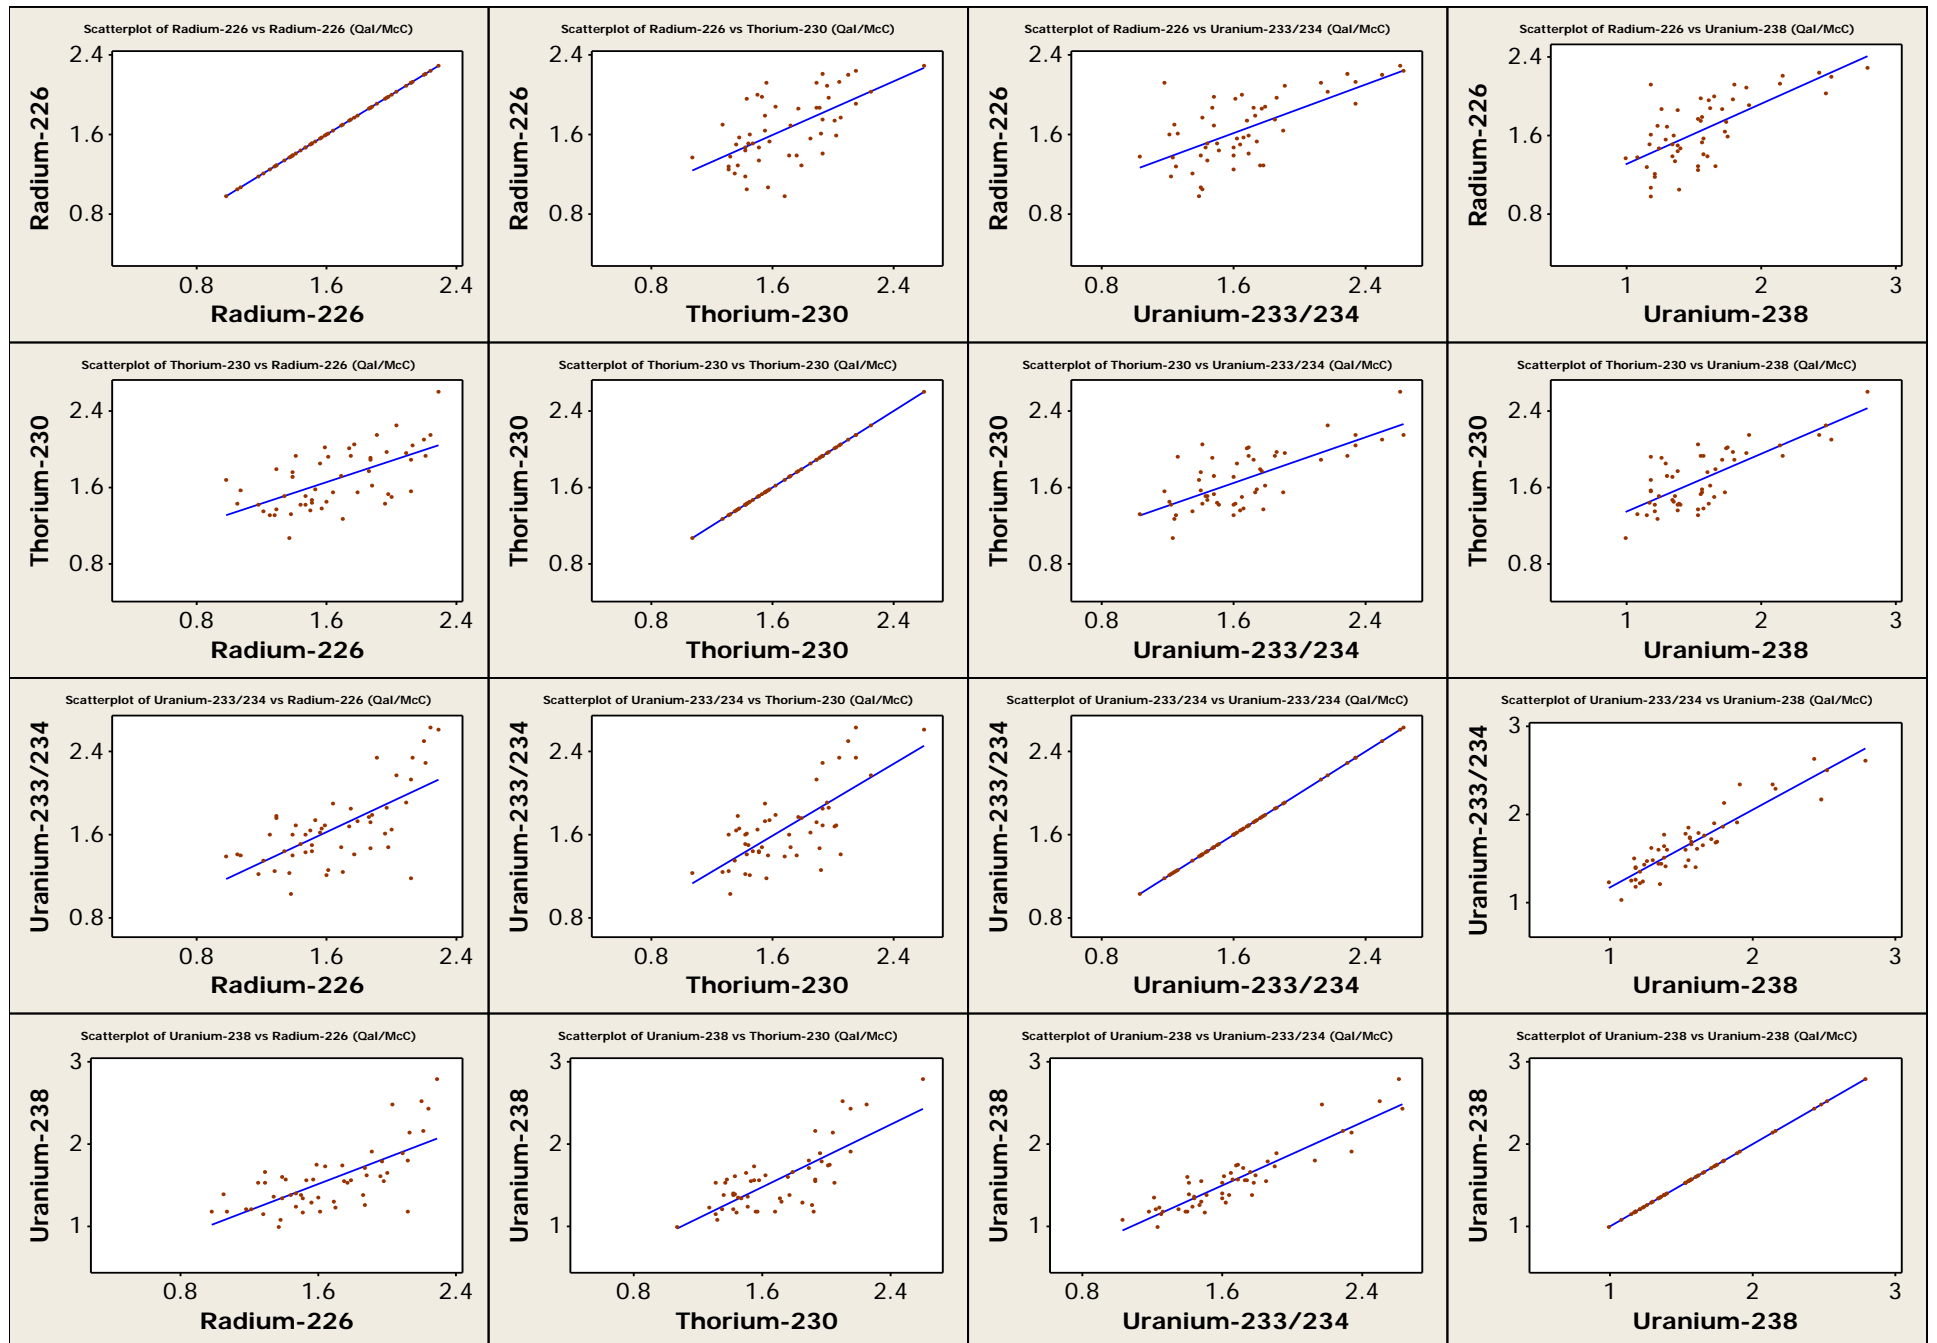 Scatterplot of Radium-226 vs Radium-226 (Qal/McC)
Radium-226
2.4
1.6
0.8
0.8 1.6 2.4
Radium-226
Scatterplot of Radium-226 vs Thorium-230 (Qal/McC)
Radium-226
2.4
1.6
0.8
0.8 1.6 2.4
Thorium-230
Scatterplot of Radium-226 vs Uranium-233/234 (Qal/McC)
Radium-226
2.4
1.6
0.8
0.8 1.6 2.4
Uranium-233/234
Scatterplot of Radium-226 vs Uranium-238 (Qal/McC)
Radium-226
2.4
1.6
0.8
1 2 3
Uranium-238
Scatterplot of Thorium-230 vs Radium-226 (Qal/McC)
Thorium-230
2.4
1.6
0.8
0.8 1.6 2.4
Radium-226
Scatterplot of Thorium-230 vs Thorium-230 (Qal/McC)
Thorium-230
2.4
1.6
0.8
0.8 1.6 2.4
Thorium-230
Scatterplot of Thorium-230 vs Uranium-233/234 (Qal/McC)
Thorium-230
2.4
1.6
0.8
0.8 1.6 2.4
Uranium-233/234
Scatterplot of Thorium-230 vs Uranium-238 (Qal/McC)
Thorium-230
2.4
1.6
0.8
1 2 3
Uranium-238
Scatterplot of Uranium-233/234 vs Radium-226 (Qal/McC)
Uranium-233/234
2.4
1.6
0.8
0.8 1.6 2.4
Radium-226
Scatterplot of Uranium-233/234 vs Thorium-230 (Qal/McC)
Uranium-233/234
2.4
1.6
0.8
0.8 1.6 2.4
Thorium-230
Scatterplot of Uranium-233/234 vs Uranium-233/234 (Qal/McC)
Uranium-233/234
2.4
1.6
0.8
0.8 1.6 2.4
Uranium-233/234
Scatterplot of Uranium-233/234 vs Uranium-238 (Qal/McC)
Uranium-233/234
3
2
1
1 2 3
Uranium-238
Scatterplot of Uranium-238 vs Radium-226 (Qal/McC)
Uranium-238
3
2
1
0.8 1.6 2.4
Radium-226
Scatterplot of Uranium-238 vs Thorium-230 (Qal/McC)
Uranium-238
3
2
1
0.8 1.6 2.4
Thorium-230
Scatterplot of Uranium-238 vs Uranium-233/234 (Qal/McC)
Uranium-238
3
2
1
0.8 1.6 2.4
Uranium-233/234
Scatterplot of Uranium-238 vs Uranium-238 (Qal/McC)
Uranium-238
3
2
1
1 2 3
Uranium-238